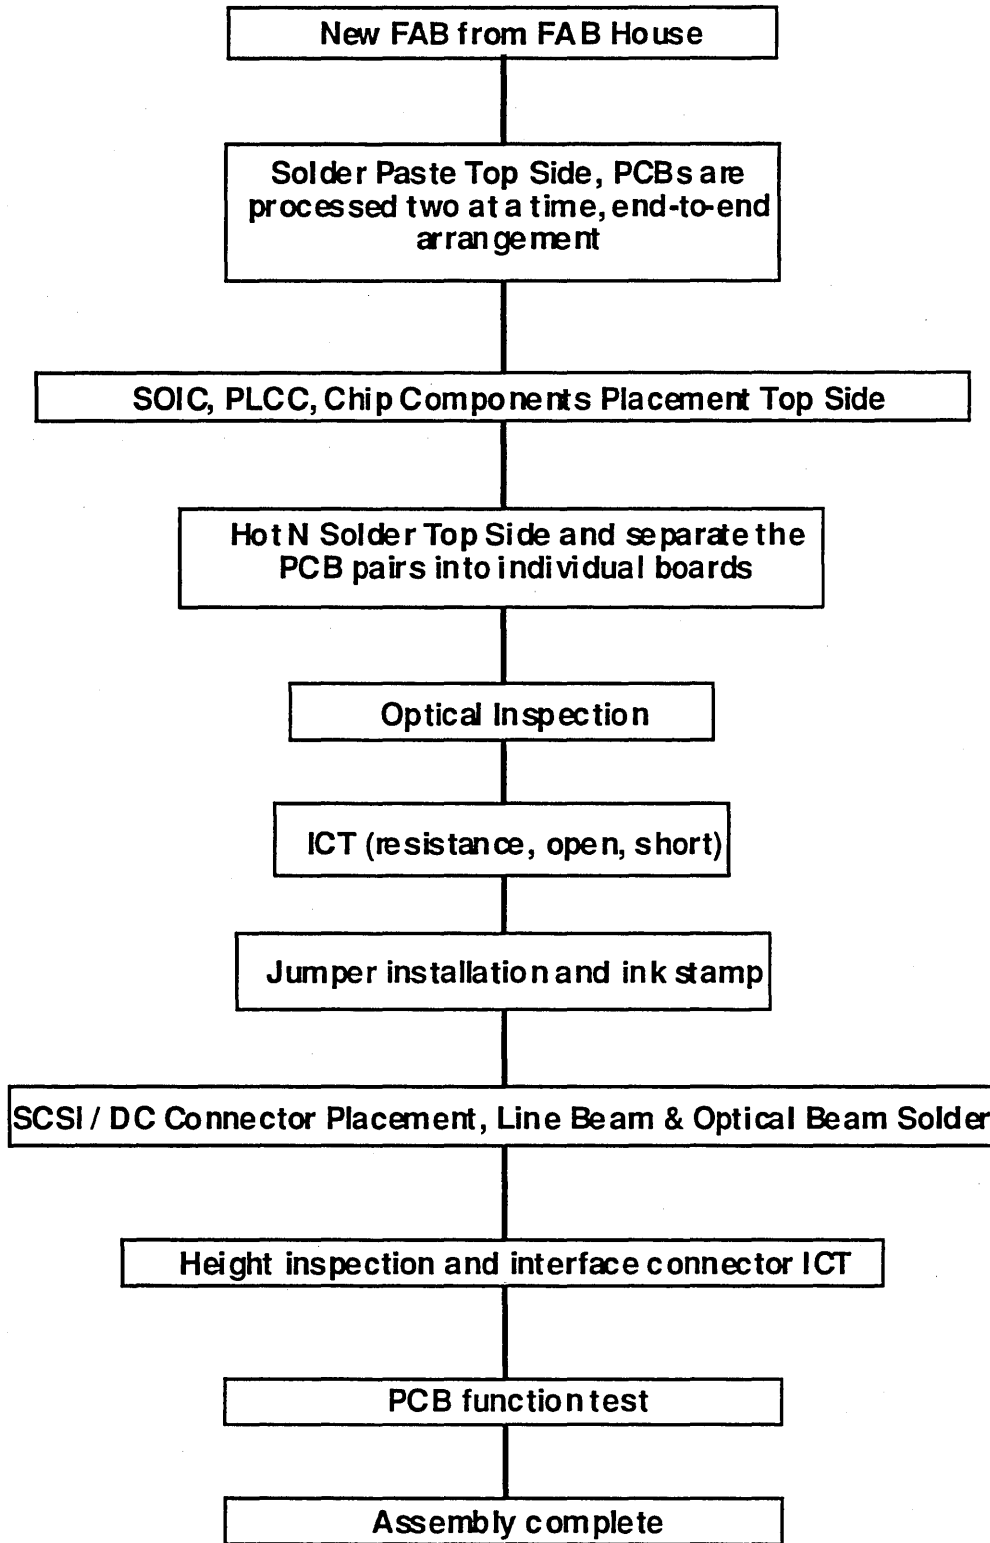 New FAB from FAB House
Solder Paste Top Side, PCBs are
processed two at a time, end-to-end
arrangement
SOIC, PLCC, Chip Components Placement Top Side
Hot N Solder Top Side and separate the
PCB pairs into individual boards
Optical Inspection
ICT (resistance, open, short)
Jumper installation and ink stamp
SCSI / DC Connector Placement, Line Beam & Optical Beam Solder
Height inspection and interface connector ICT
PCB function test
Assembly complete